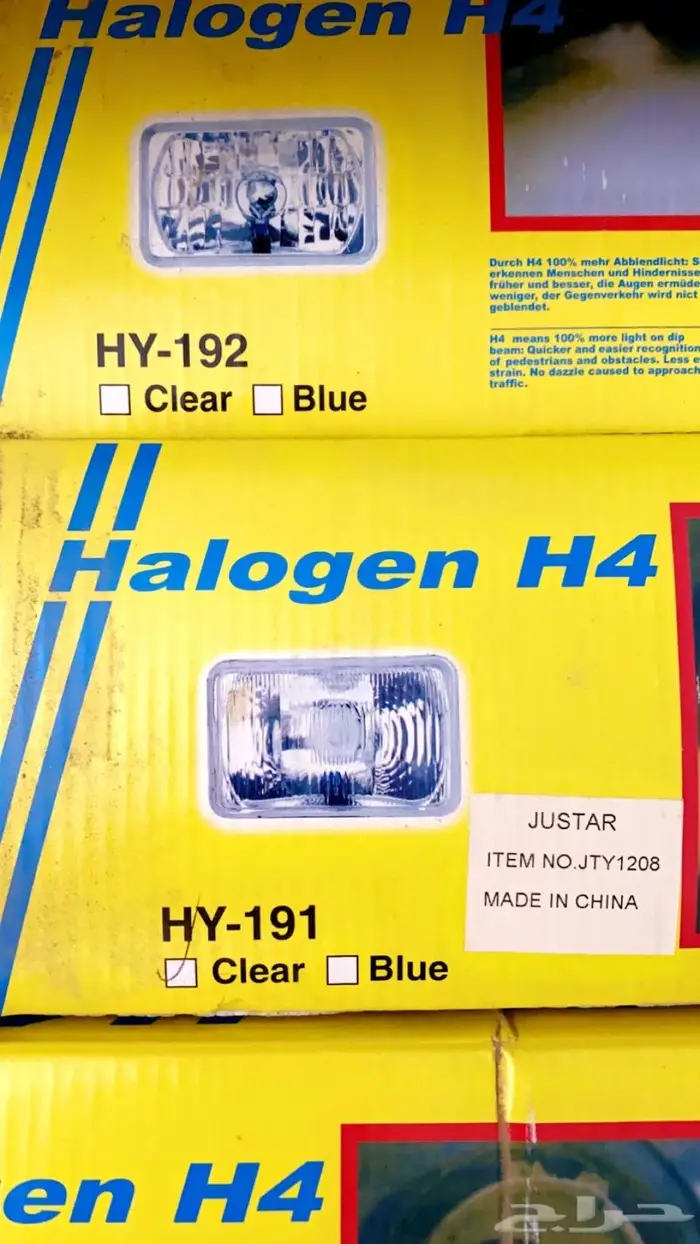 Halogen H4
Durch H4 100% mehr Abblendlicht: S
erkennen Menschen und Hindernisse
früher und besser, die Augen ermüde
weniger, der Gegenverkehr wird nict
geblendet.
H4 means 100% more light on dip
beam: Quicker and easier recognition
of pedestrians and obstacles. Less e
strain. No dazzle caused to approach
traffic.
HY-192
Clear Blue
Halogen H4
JUSTAR
ITEM NO.JTY1208
MADE IN CHINA
HY-191
Clear Blue
en H4
حراج